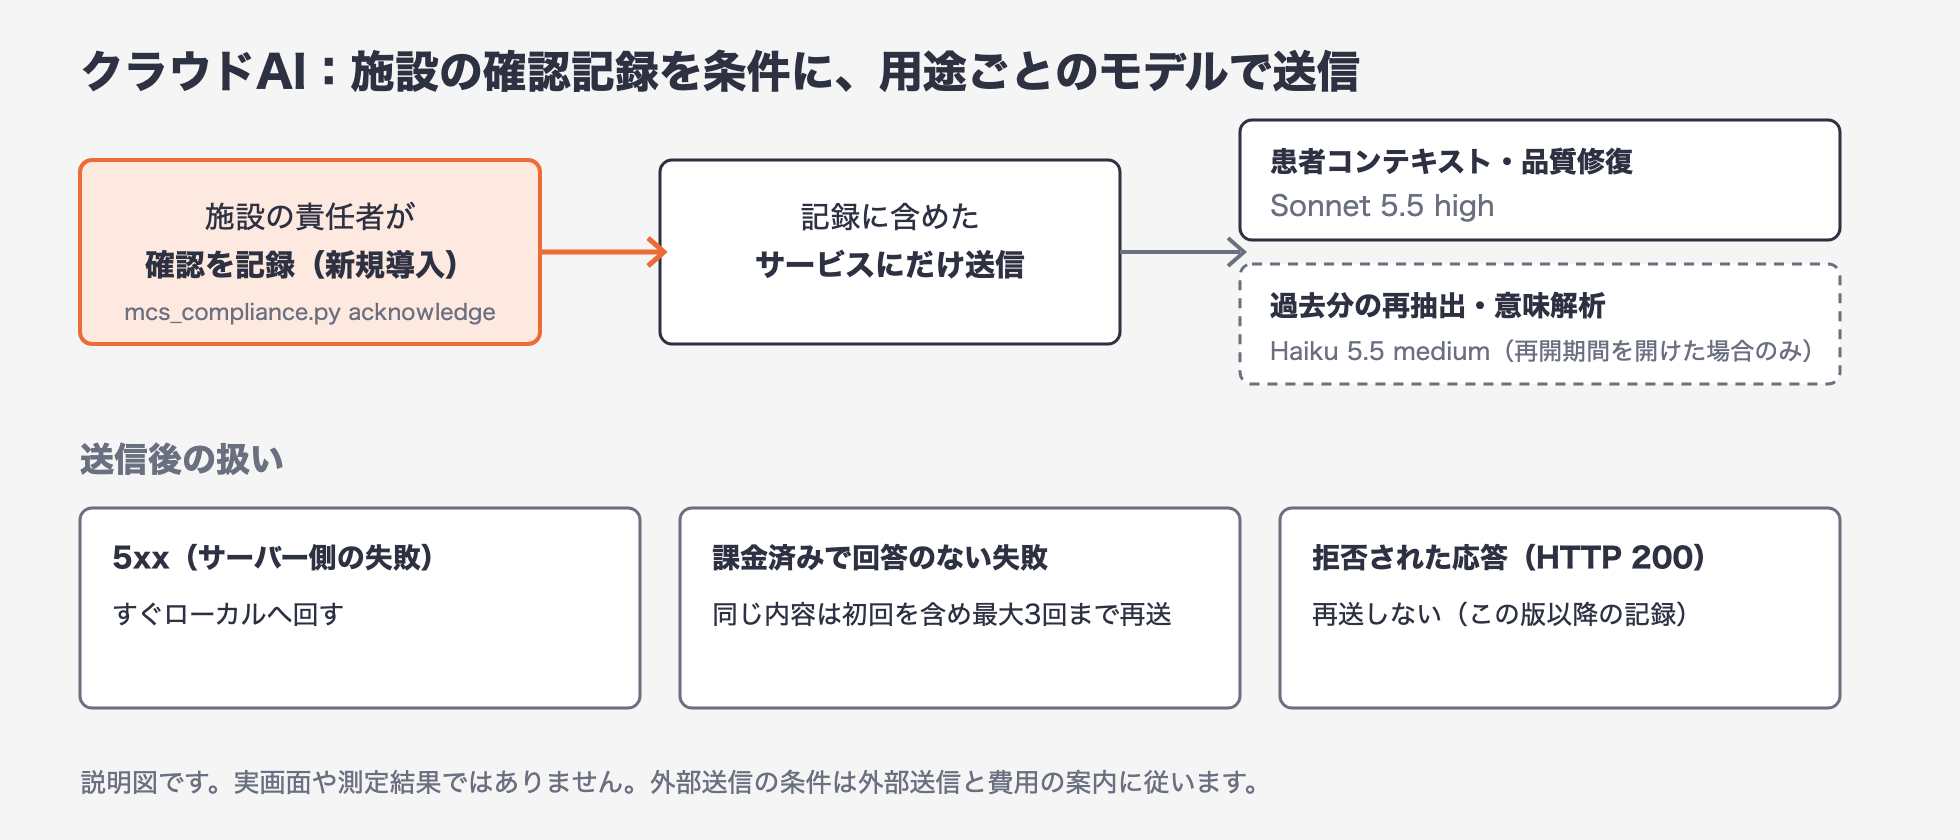 クラウドAI：施設の確認記録を条件に、用途ごとのモデルで送信
施設の責任者が
確認を記録（新規導入）
mcs_compliance.py acknowledge
記録に含めた
サービスにだけ送信
患者コンテキスト・品質修復
Sonnet 5.5 high
過去分の再抽出・意味解析
Haiku 5.5 medium（再開期間を開けた場合のみ）
送信後の扱い
5xx（サーバー側の失敗）
すぐローカルへ回す
課金済みで回答のない失敗
同じ内容は初回を含め最大3回まで再送
拒否された応答（HTTP 200）
再送しない（この版以降の記録）
説明図です。実画面や測定結果ではありません。外部送信の条件は外部送信と費用の案内に従います。